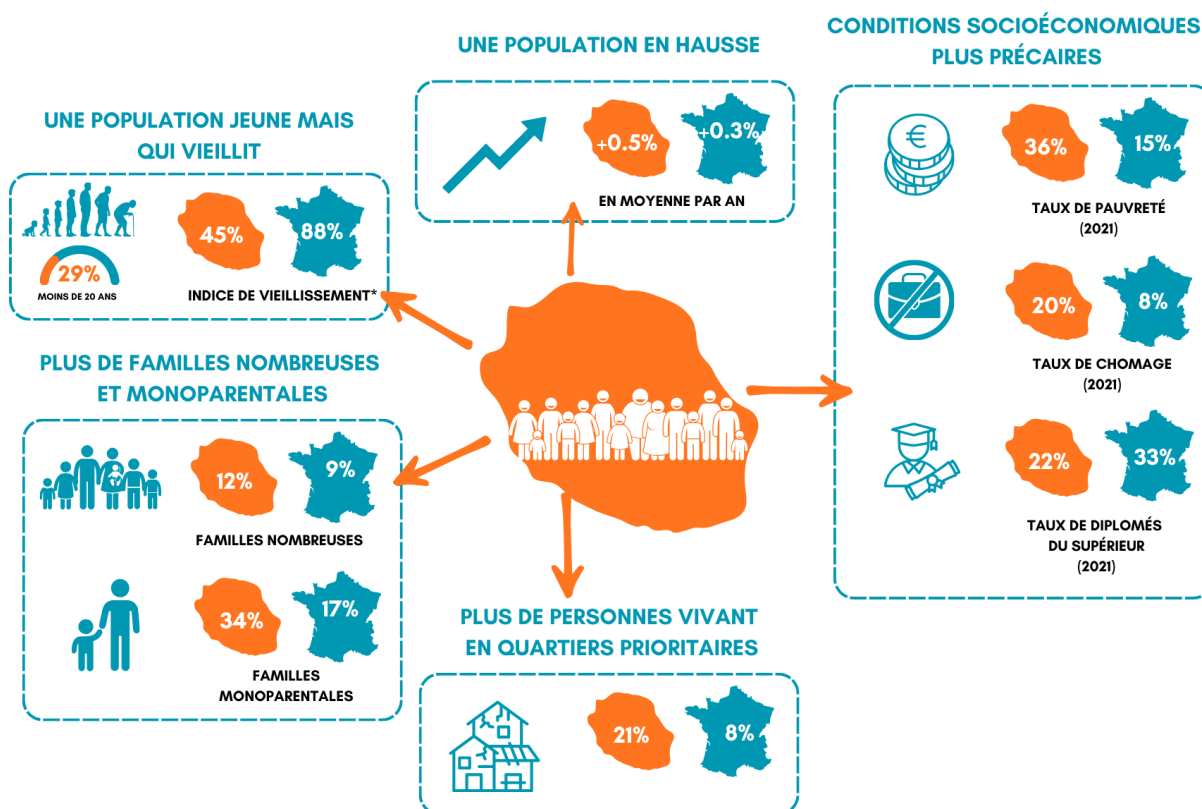 UNE POPULATION JEUNE MAIS
QUI VIEILLIT
29%
MOINS DE 20 ANS
45%
88%
INDICE DE VIEILLISSEMENT*
UNE POPULATION EN HAUSSE
+0.5%
+0.3%
EN MOYENNE PAR AN
CONDITIONS SOCIOÉCONOMIQUES
PLUS PRÉCAIRES
€
36%
15%
TAUX DE PAUVRETÉ
(2021)
20%
8%
TAUX DE CHOMAGE
(2021)
22%
33%
TAUX DE DIPLOMÉS
DU SUPÉRIEUR
(2021)
PLUS DE FAMILLES NOMBREUSES
ET MONOPARENTALES
12%
9%
FAMILLES NOMBREUSES
34%
17%
FAMILLES
MONOPARENTALES
PLUS DE PERSONNES VIVANT
EN QUARTIERS PRIORITAIRES
21%
8%